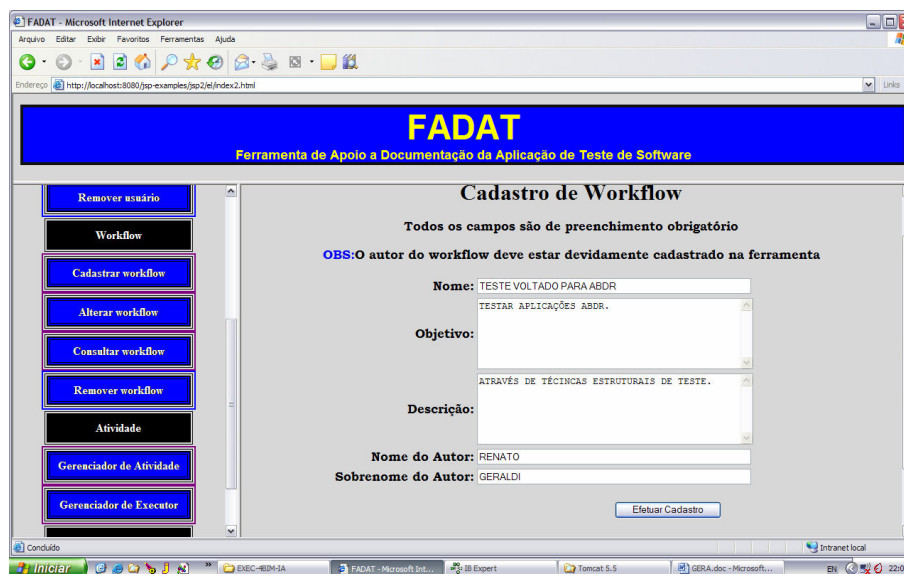 FADAT - Microsoft Internet Explorer
Arquivo Editar Exibir Favoritos Ferramentas Ajuda
Endereço http://localhost:8080/jsp-examples/jsp2/el/index2.html Links
FADAT
Ferramenta de Apoio a Documentação da Aplicação de Teste de Software
Remover usuário
Workflow
Cadastrar workflow
Alterar workflow
Consultar workflow
Remover workflow
Atividade
Gerenciador de Atividade
Gerenciador de Executor
Cadastro de Workflow
Todos os campos são de preenchimento obrigatório
OBS:O autor do workflow deve estar devidamente cadastrado na ferramenta
Nome: TESTE VOLTADO PARA ABDR
Objetivo: TESTAR APLICAÇÕES ABDR.
Descrição: ATRAVÉS DE TÉCINCAS ESTRUTURAIS DE TESTE.
Nome do Autor: RENATO
Sobrenome do Autor: GERALDI
Efetuar Cadastro
Concluído Intranet local
Iniciar » EXEC-4BIM-IA FADAT - Microsoft Int... IB Expert Tomcat 5.5 GERA.doc - Microsoft... EN 22:0